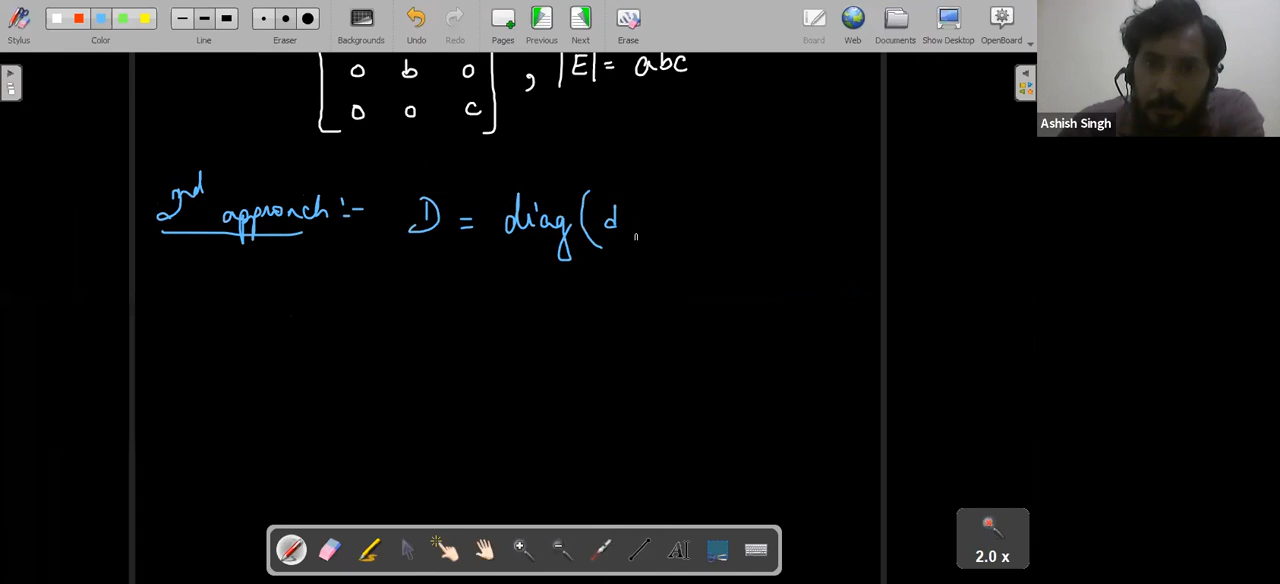 Stylus
Color
Line
Eraser
Backgrounds
Undo
Redo
Pages
Previous
Next
Erase
Board
Web
Documents
Show Desktop
OpenBoard
Ashish Singh
0 b 0 , |E| = abc
0 0 c
2nd approch :- D = diag(d
2.0 x